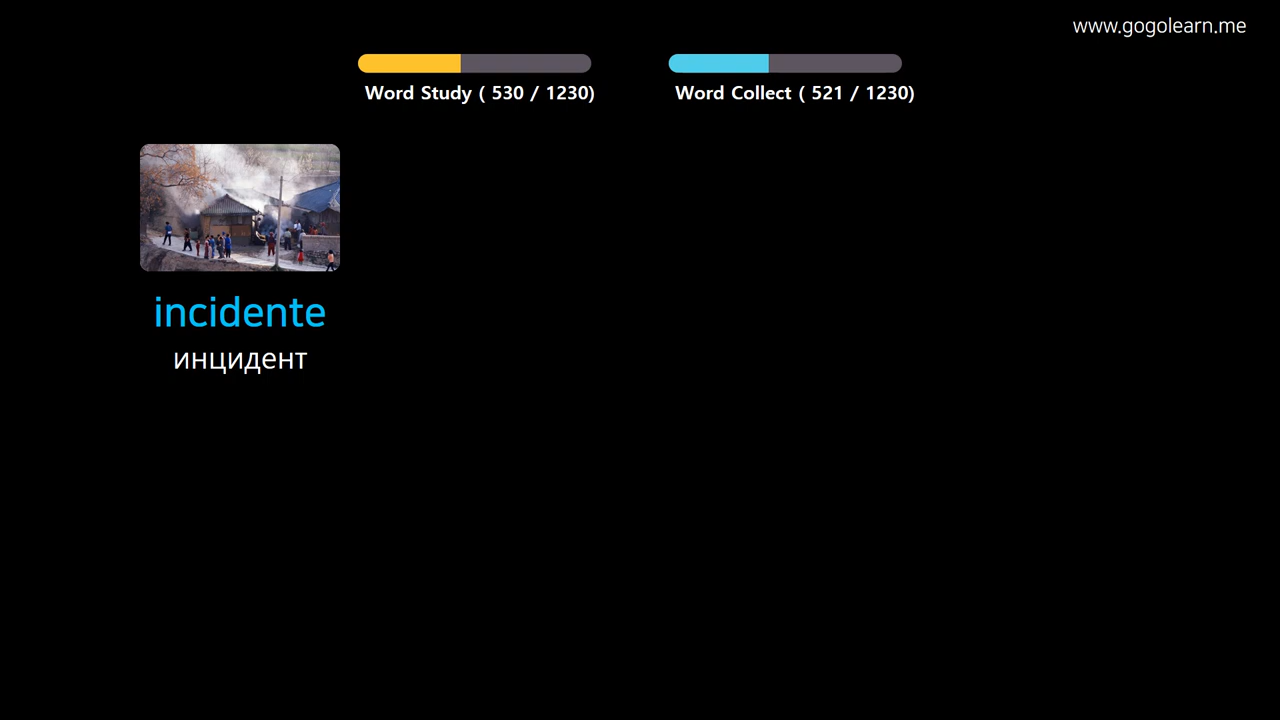 www.gogolearn.me
Word Study ( 530 / 1230)
Word Collect ( 521 / 1230)
incidente
инцидент